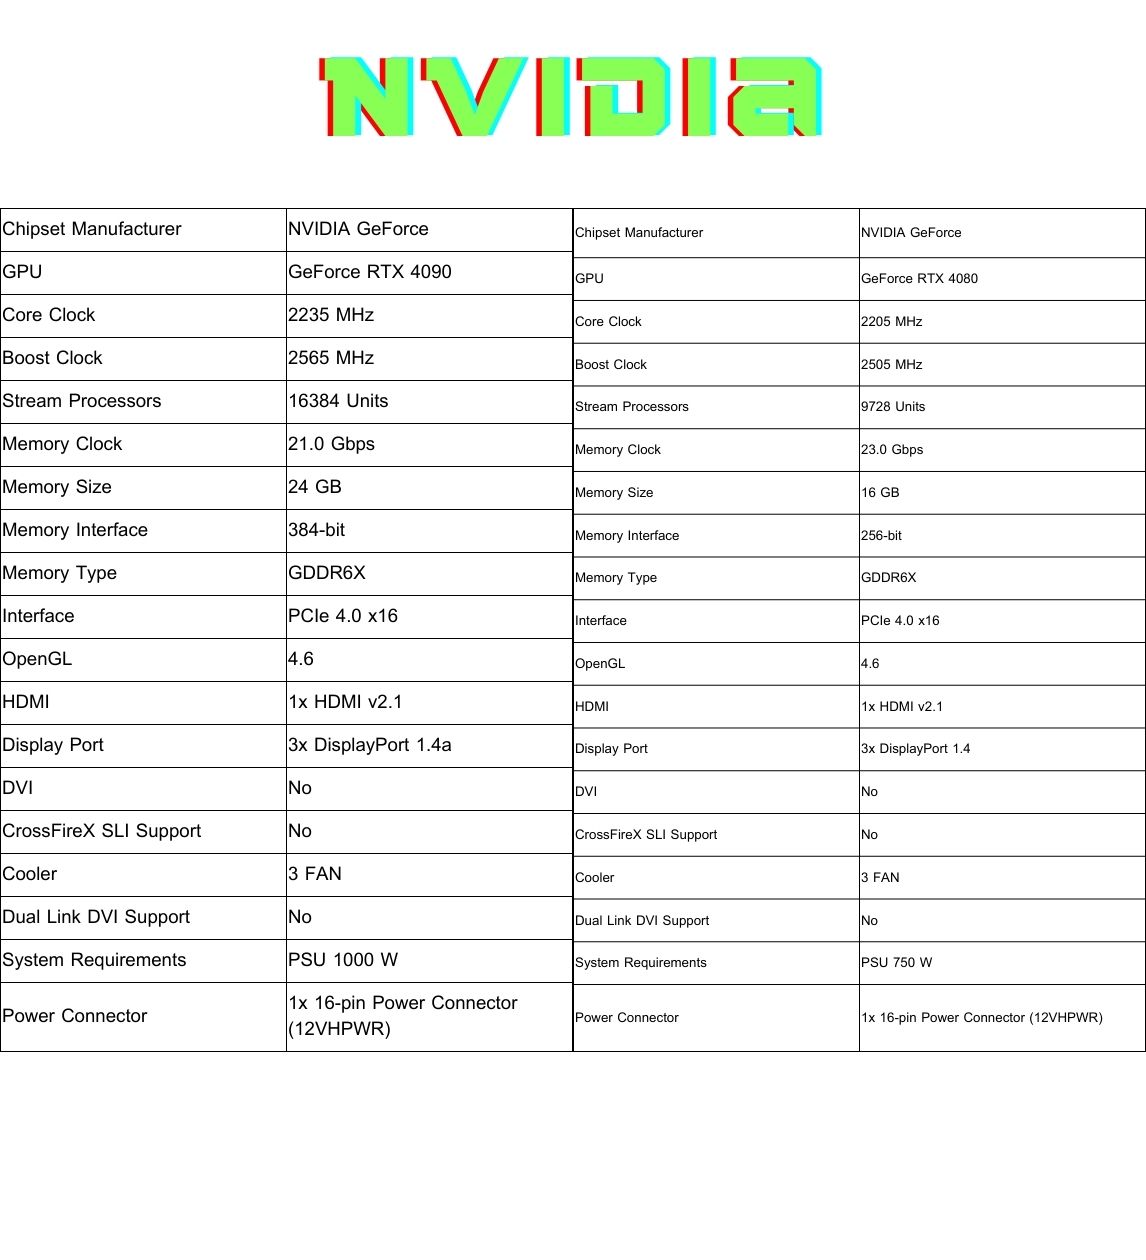 NVIDIA
Chipset Manufacturer NVIDIA GeForce
GPU GeForce RTX 4090
Core Clock 2235 MHz
Boost Clock 2565 MHz
Stream Processors 16384 Units
Memory Clock 21.0 Gbps
Memory Size 24 GB
Memory Interface 384-bit
Memory Type GDDR6X
Interface PCIe 4.0 x16
OpenGL 4.6
HDMI 1x HDMI v2.1
Display Port 3x DisplayPort 1.4a
DVI No
CrossFireX SLI Support No
Cooler 3 FAN
Dual Link DVI Support No
System Requirements PSU 1000 W
Power Connector 1x 16-pin Power Connector
(12VHPWR)
Chipset Manufacturer NVIDIA GeForce
GPU GeForce RTX 4080
Core Clock 2205 MHz
Boost Clock 2505 MHz
Stream Processors 9728 Units
Memory Clock 23.0 Gbps
Memory Size 16 GB
Memory Interface 256-bit
Memory Type GDDR6X
Interface PCIe 4.0 x16
OpenGL 4.6
HDMI 1x HDMI v2.1
Display Port 3x DisplayPort 1.4
DVI No
CrossFireX SLI Support No
Cooler 3 FAN
Dual Link DVI Support No
System Requirements PSU 750 W
Power Connector 1x 16-pin Power Connector (12VHPWR)